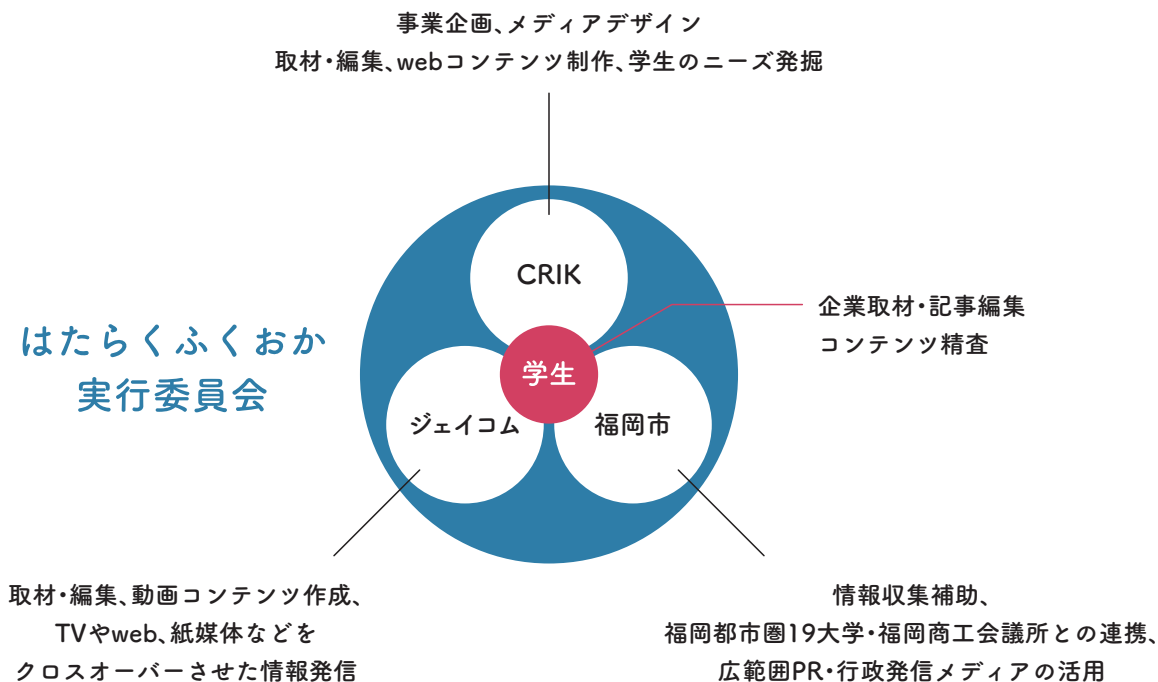 事業企画、メディアデザイン
取材・編集、webコンテンツ制作、学生のニーズ発掘
CRIK
企業取材・記事編集
コンテンツ精査
はたらくふくおか
実行委員会
学生
ジェイコム
福岡市
取材・編集、動画コンテンツ作成、
TVやweb、紙媒体などを
クロスオーバーさせた情報発信
情報収集補助、
福岡都市圏19大学・福岡商工会議所との連携、
広範囲PR・行政発信メディアの活用